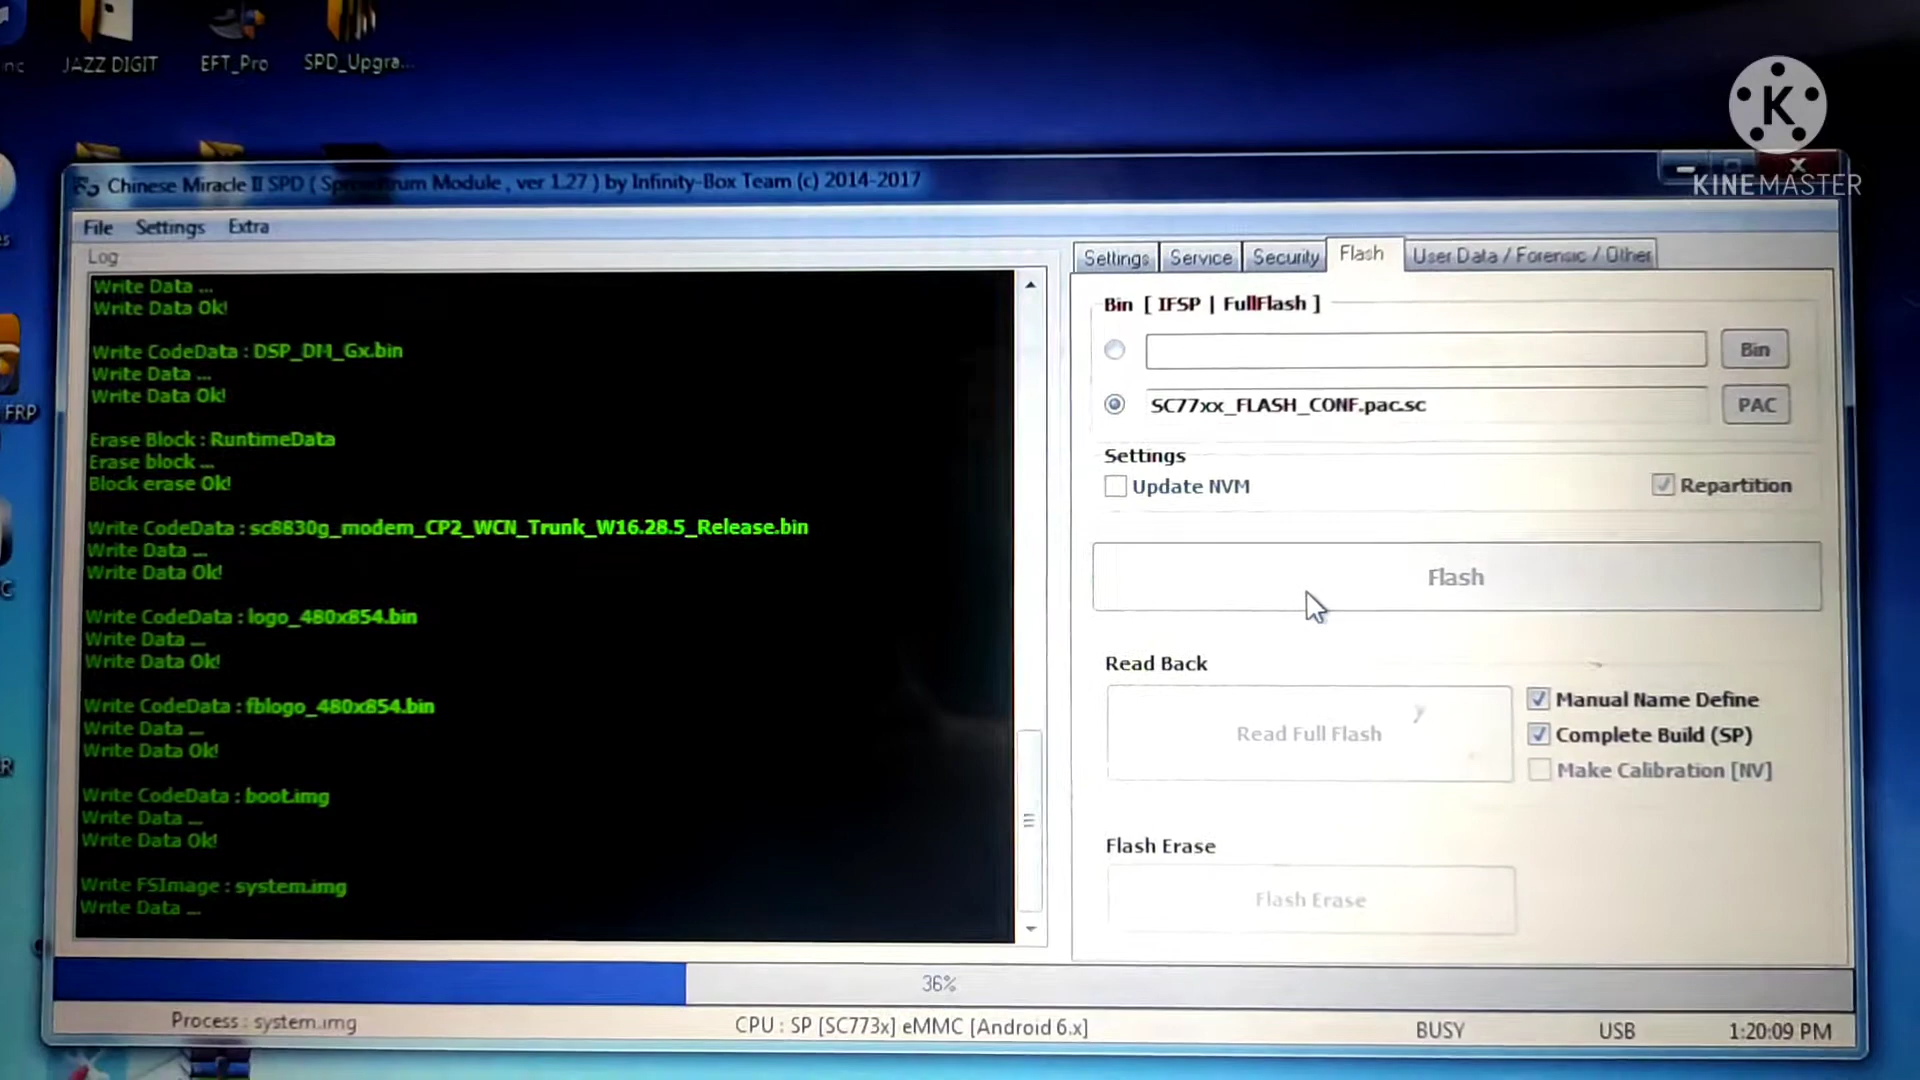 nc
JAZZ DIGIT
EFT_Pro
SPD_Upgra...
K
KINEMASTER
Chinese Miracle II SPD ( Spreadtrum Module , ver 1.27 ) by Infinity-Box Team (c) 2014-2017
File Settings Extra
Log
Write Data ...
Write Data Ok!
Write CodeData : DSP_DM_Gx.bin
Write Data ...
Write Data Ok!
Erase Block : RuntimeData
Erase block ...
Block erase Ok!
Write CodeData : sc8830g_modem_CP2_WCN_Trunk_W16.28.5_Release.bin
Write Data ...
Write Data Ok!
Write CodeData : logo_480x854.bin
Write Data ...
Write Data Ok!
Write CodeData : fblogo_480x854.bin
Write Data ...
Write Data Ok!
Write CodeData : boot.img
Write Data ...
Write Data Ok!
Write FSImage : system.img
Write Data ...
Settings Service Security Flash User Data / Forensic / Other
Bin [ IFSP | FullFlash ]
Bin
SC77xx_FLASH_CONF.pac.sc
PAC
Settings
Update NVM
Repartition
Flash
Read Back
Read Full Flash
Manual Name Define
Complete Build (SP)
Make Calibration [NV]
Flash Erase
Flash Erase
36%
Process : system.img
CPU : SP [SC773x] eMMC [Android 6.x]
BUSY
USB
1:20:09 PM
FRP